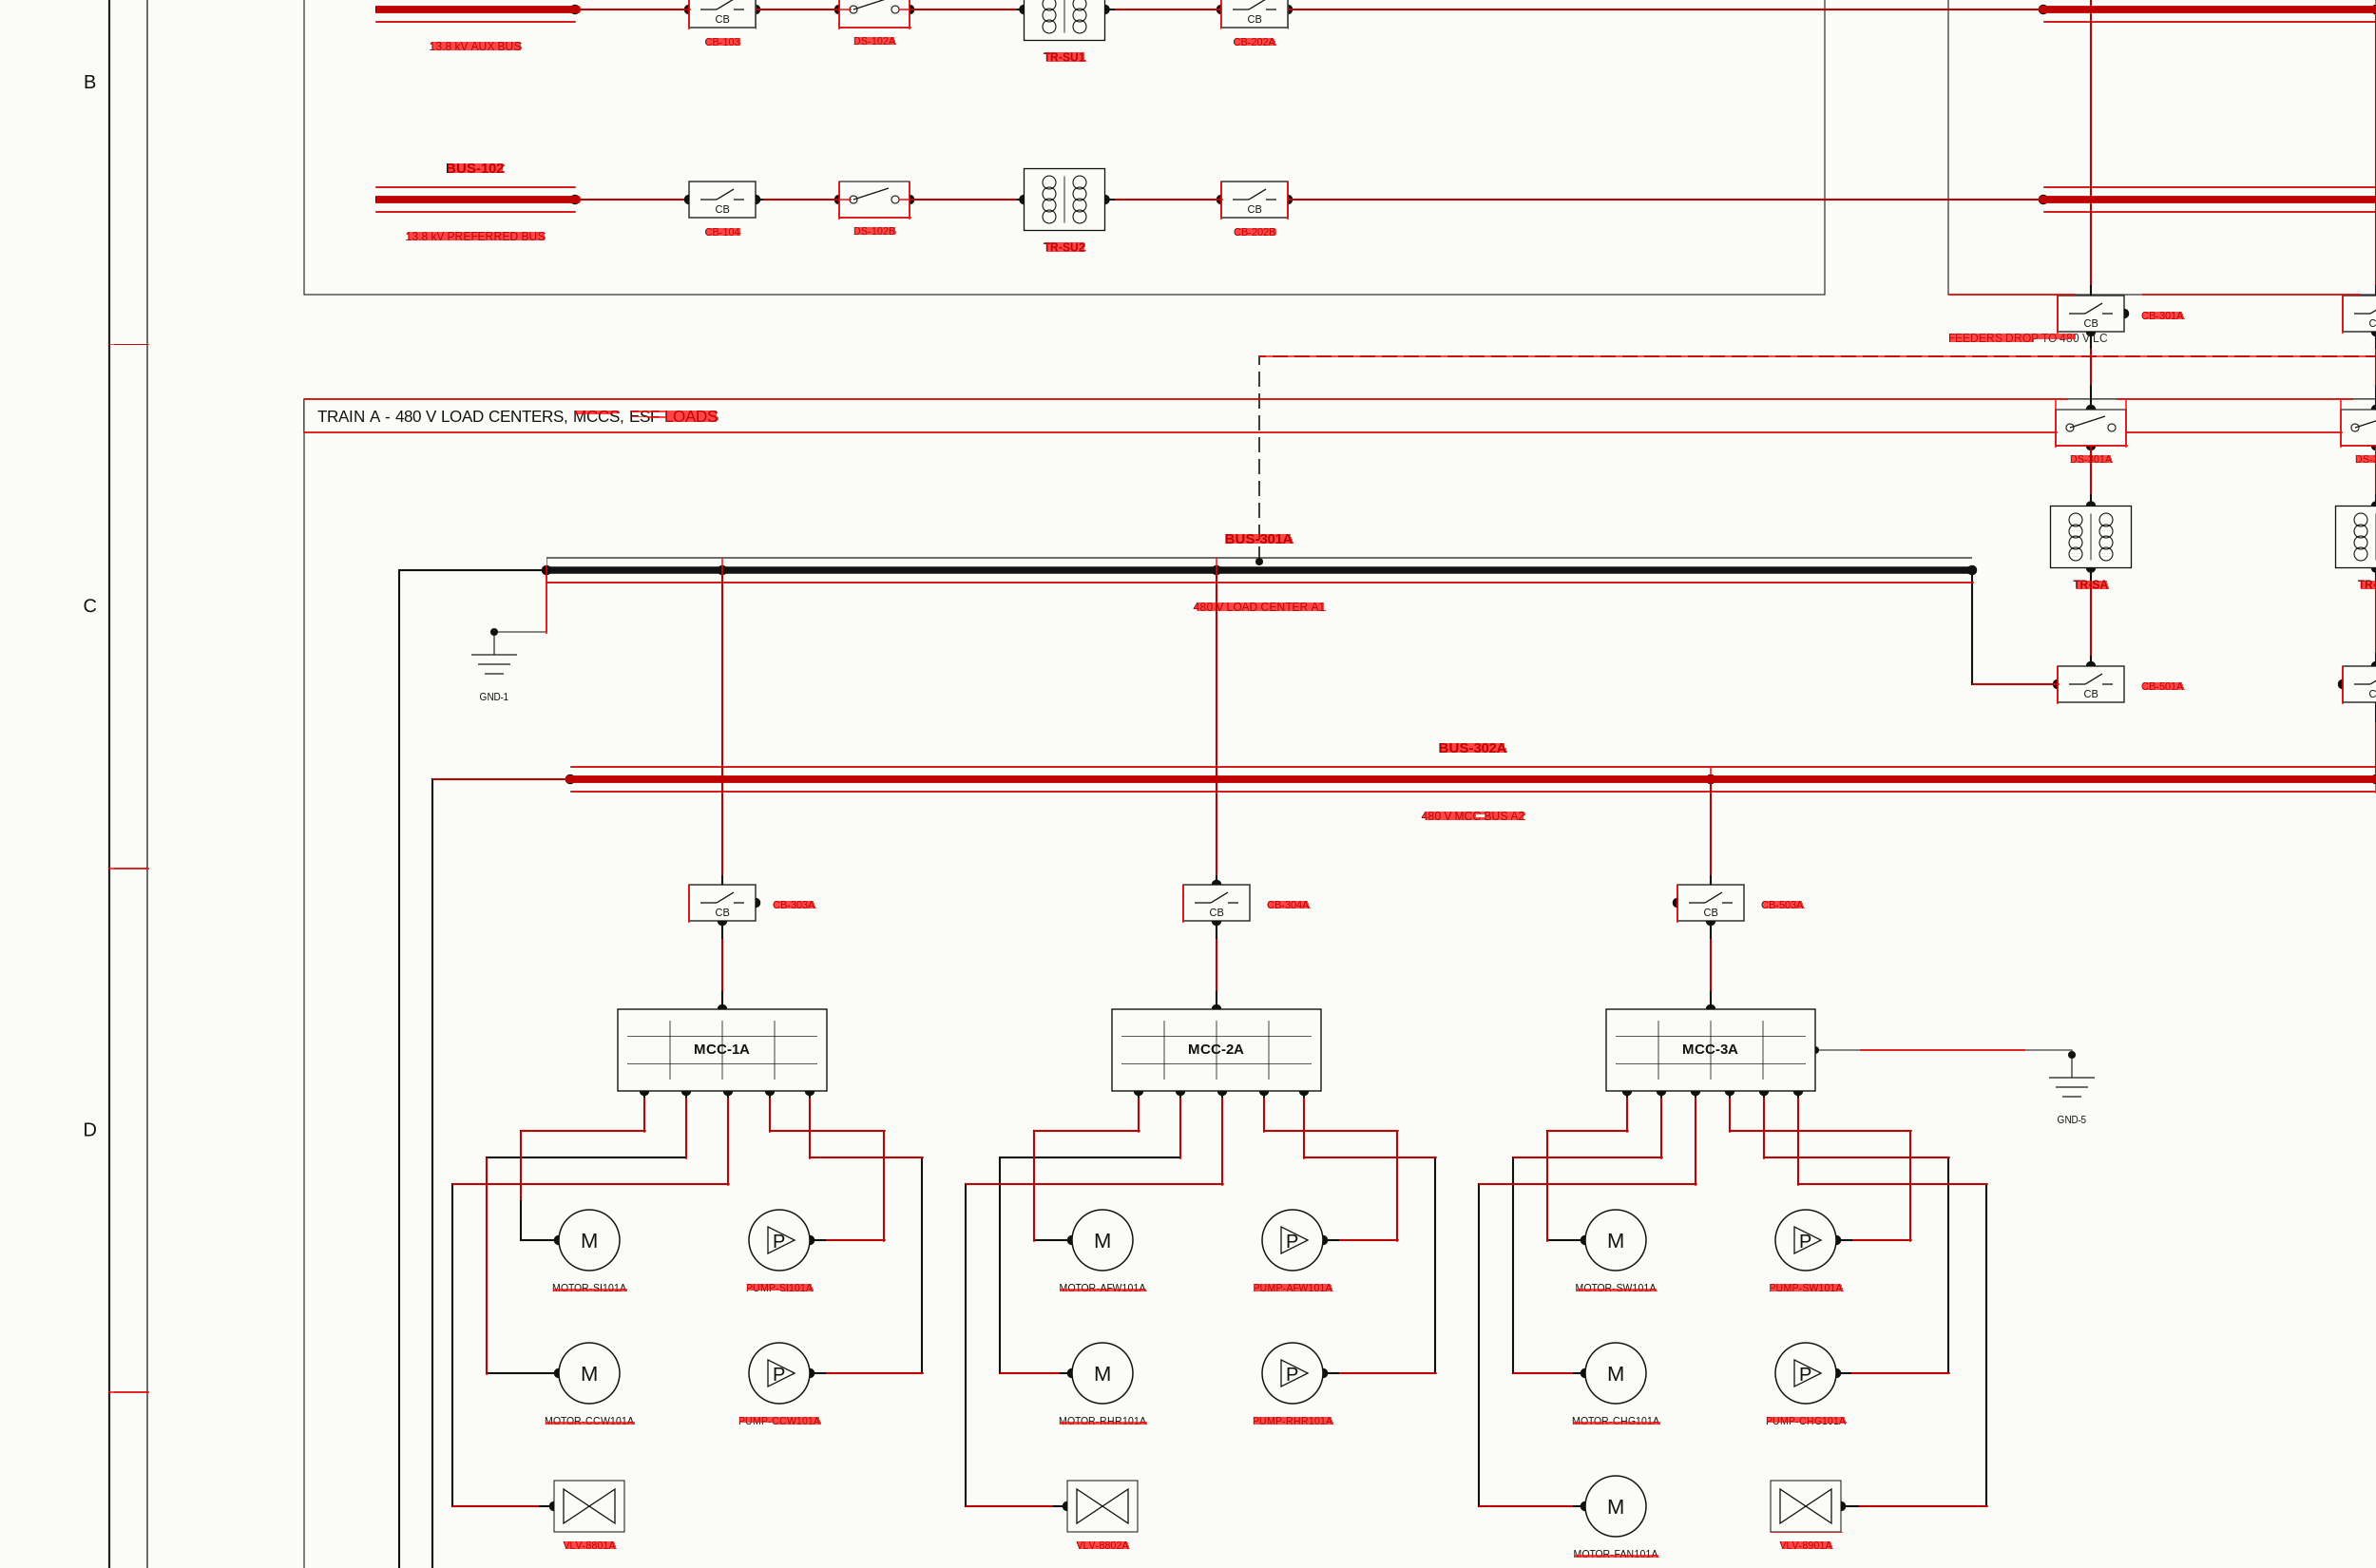 CB
CB
CB-103
DS-102A
CB-202A
13.8 kV AUX BUS
TR-SU1
B
BUS-102
CB
CB
CB-104
DS-102B
CB-202B
13.8 kV PREFERRED BUS
TR-SU2
CB-301A
CB
FEEDERS DROP TO 480 V LC
TRAIN A - 480 V LOAD CENTERS, MCCS, ESF LOADS
DS-301A
BUS-301A
TR-SA
C
480 V LOAD CENTER A1
CB-501A
CB
GND-1
BUS-302A
480 V MCC BUS A2
CB-303A
CB-304A
CB-503A
CB
CB
CB
MCC-1A
MCC-2A
MCC-3A
GND-5
D
M
P
M
P
M
P
MOTOR-SI101A
PUMP-SI101A
MOTOR-AFW101A
PUMP-AFW101A
MOTOR-SW101A
PUMP-SW101A
M
P
M
P
M
P
MOTOR-CCW101A
PUMP-CCW101A
MOTOR-RHR101A
PUMP-RHR101A
MOTOR-CHG101A
PUMP-CHG101A
M
VLV-8801A
VLV-8802A
VLV-8901A
MOTOR-FAN101A